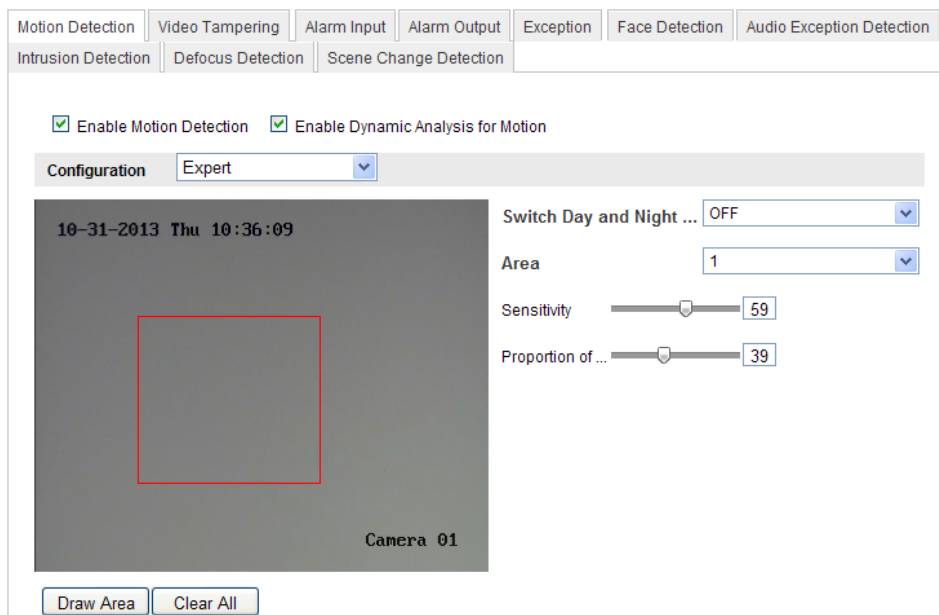 Motion Detection Video Tampering Alarm Input Alarm Output Exception Face Detection Audio Exception Detection
Intrusion Detection Defocus Detection Scene Change Detection
Enable Motion Detection Enable Dynamic Analysis for Motion
Configuration Expert
10-31-2013 Thu 10:36:09
Camera 01
Switch Day and Night ... OFF
Area 1
Sensitivity 59
Proportion of ... 39
Draw Area Clear All